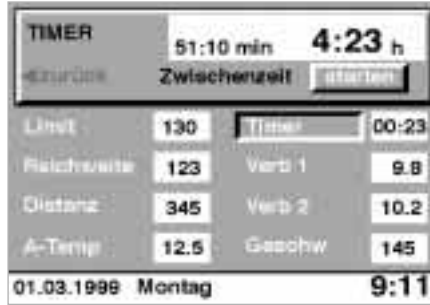 TIMER
51:10 min 4:23 h
zurück Zwischenzeit starten
Limit 130 Timer 00:23
Reichweite 123 Verb 1 9.8
Distanz 345 Verb 2 10.2
A-Temp 12.5 Geschw 145
01.03.1999 Montag 9:11